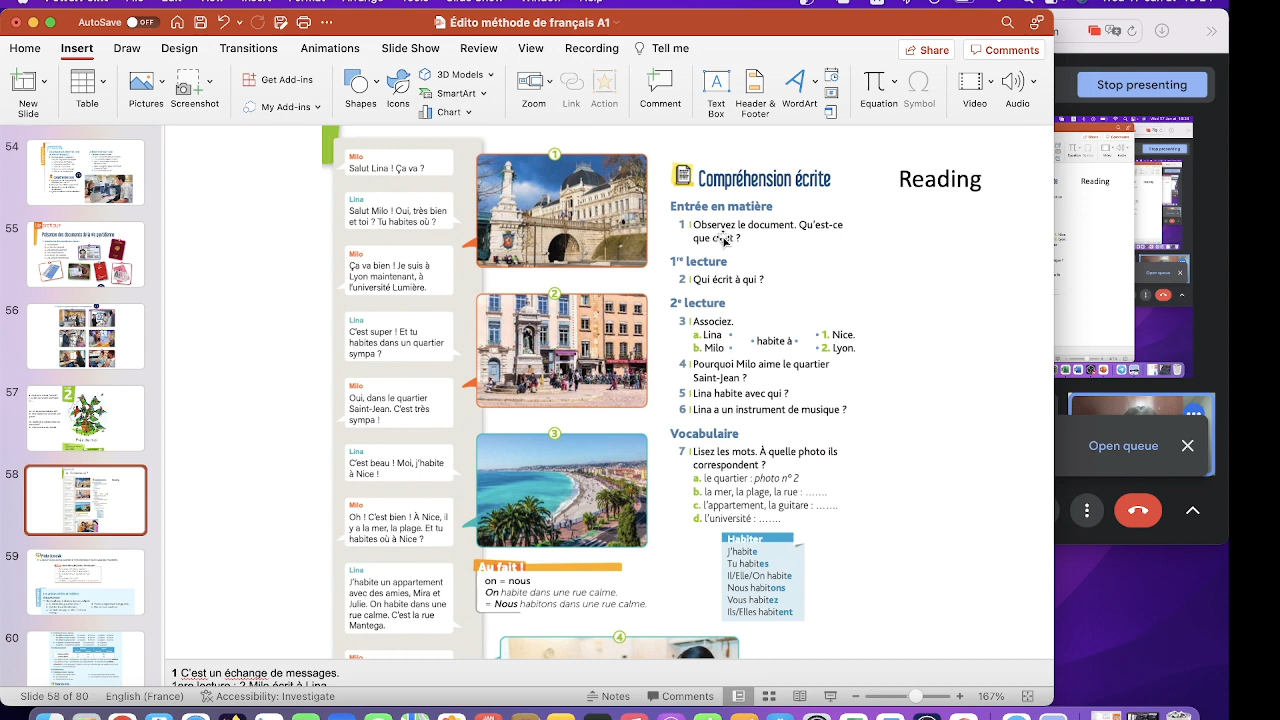 AutoSave
OFF
Édito méthode de français A1
Home Insert Draw Design Transitions Animations Slide Show Review View Recording Tell me
Share Comments
New Slide
Table
Pictures
Screenshot
Get Add-ins
My Add-ins
Shapes
Icons
3D Models
SmartArt
Chart
Zoom
Link
Action
Comment
Text Box
Header & Footer
WordArt
Equation
Symbol
Video
Audio
Stop presenting
54
55
56
57
58
59
60
Milo
Salut Lina ! Ça va ?
Lina
Salut Milo ! Oui, très bien
et toi ? Tu habites où ?
Milo
Ça va bien ! Je suis à
Lyon maintenant, à
l'université Lumière.
Lina
C'est super ! Et tu
habites dans un quartier
sympa ?
Milo
Oui, dans le quartier
Saint-Jean. C'est très
sympa !
Lina
C'est beau ! Moi, j'habite
à Nice !
Milo
Oh ! C'est bien ! À Nice, il
y a la mer, la plage. Et tu
habites où à Nice ?
Lina
J'habite un appartement
avec des amis, Tom et
Julie. On habite dans une
rue calme. C'est la rue
Mantega.
Milo
1
2
3
4
Au fait !
on = nous
On habite dans une rue calme.
= Nous habitons dans une rue calme.
Compréhension écrite
Reading
Entrée en matière
1 Observez le document. Qu'est-ce
que c'est ?
1re lecture
2 Qui écrit à qui ?
2e lecture
3 Associez.
a. Lina • • habite à • • 1. Nice.
b. Milo • • 2. Lyon.
4 Pourquoi Milo aime le quartier
Saint-Jean ?
5 Lina habite avec qui ?
6 Lina a un instrument de musique ?
Vocabulaire
7 Lisez les mots. À quelle photo ils
correspondent ?
a. le quartier : photo n° 2
b. la mer, la plage, la rue : .......
c. l'appartement, la guitare : .......
d. l'université : .......
Habiter
J'habite
Tu habites
Il/Elle/On habite
Nous habitons
Vous habitez
Ils/Elles habitent
Open queue
1 Document : page de messages.
Slide 58 of 80
English (France)
Accessibility: Investigate
Notes
Comments
167%